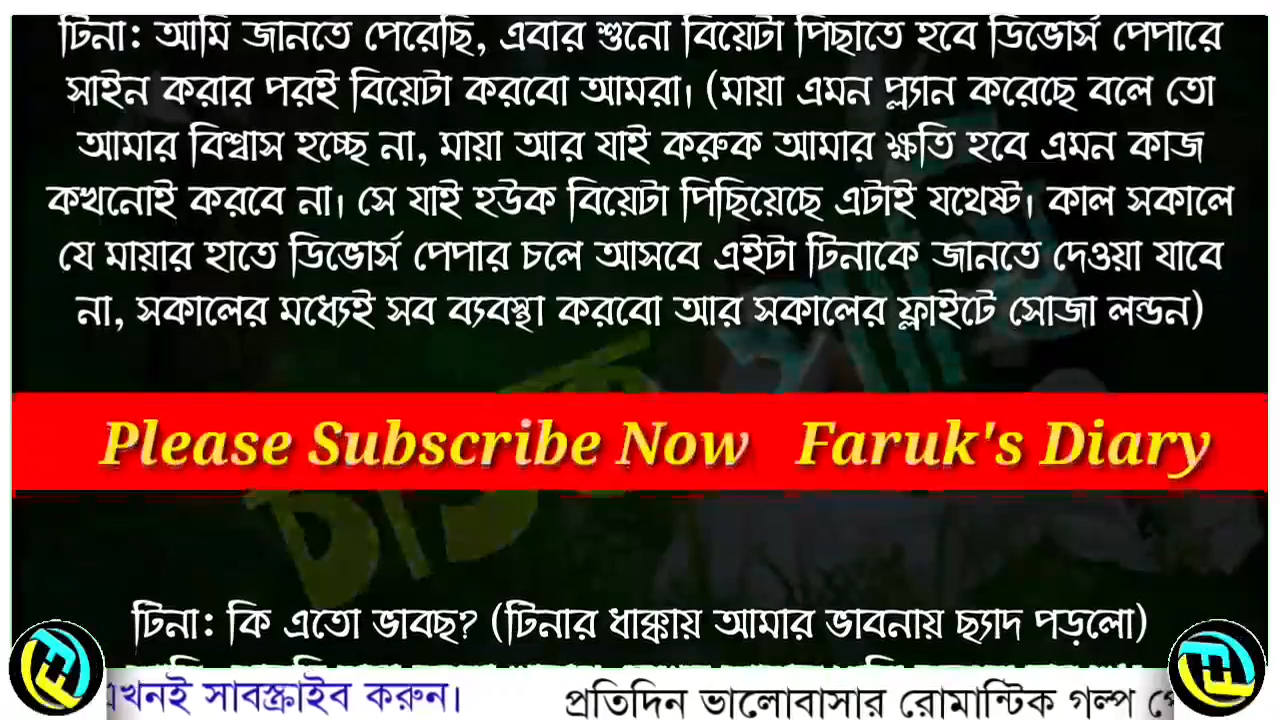 টিনা: আমি জানতে পেরেছি, এবার শুনো বিয়েটা পিছাতে হবে ডিভোর্স পেপারে
সাইন করার পরই বিয়েটা করবো আমরা। (মায়া এমন প্ল্যান করেছে বলে তো
আমার বিশ্বাস হচ্ছে না, মায়া আর যাই করুক আমার ক্ষতি হবে এমন কাজ
কখনোই করবে না। সে যাই হউক বিয়েটা পিছিয়েছে এটাই যথেষ্ট। কাল সকালে
যে মায়ার হাতে ডিভোর্স পেপার চলে আসবে এইটা টিনাকে জানতে দেওয়া যাবে
না, সকালের মধ্যেই সব ব্যবস্থা করবো আর সকালের ফ্লাইটে সোজা লন্ডন)
Please Subscribe Now Faruk's Diary
টিনা: কি এতো ভাবছ? (টিনার ধাক্কায় আমার ভাবনায় ছ্যাদ পড়লো)
এখনই সাবস্ক্রাইব করুন। প্রতিদিন ভালোবাসার রোমান্টিক গল্প